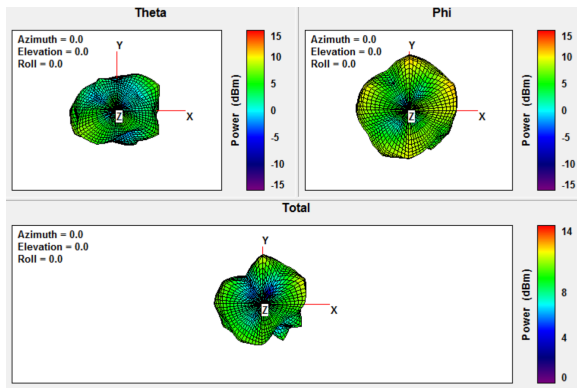 Theta
Azimuth = 0.0
Elevation = 0.0
Roll = 0.0
Y
X
Z
15
10
5
0
-5
-10
-15
Power (dBm)
Phi
Azimuth = 0.0
Elevation = 0.0
Roll = 0.0
Y
X
Z
15
10
5
0
-5
-10
-15
Power (dBm)
Total
Azimuth = 0.0
Elevation = 0.0
Roll = 0.0
Y
X
Z
14
12
8
4
2
0
Power (dBm)